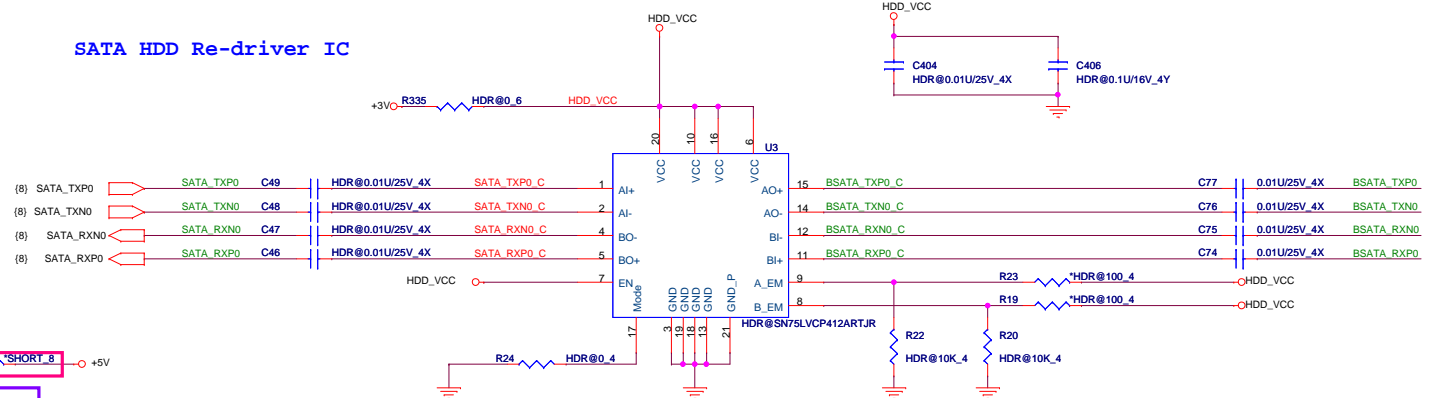 HDD_VCC
HDD_VCC
SATA HDD Re-driver IC
C404
HDR@0.01U/25V_4X
C406
HDR@0.1U/16V_4Y
+3V
R335
HDR@0_6
HDD_VCC
20
10
16
6
U3
VCC
VCC
VCC
VCC
{8} SATA_TXP0
SATA_TXP0
C49
HDR@0.01U/25V_4X
SATA_TXP0_C
1
AI+
AO+
15
BSATA_TXP0_C
C77
0.01U/25V_4X
BSATA_TXP0
{8} SATA_TXN0
SATA_TXN0
C48
HDR@0.01U/25V_4X
SATA_TXN0_C
2
AI-
AO-
14
BSATA_TXN0_C
C76
0.01U/25V_4X
BSATA_TXN0
{8} SATA_RXN0
SATA_RXN0
C47
HDR@0.01U/25V_4X
SATA_RXN0_C
4
BO-
BI-
12
BSATA_RXN0_C
C75
0.01U/25V_4X
BSATA_RXN0
{8} SATA_RXP0
SATA_RXP0
C46
HDR@0.01U/25V_4X
SATA_RXP0_C
5
BO+
BI+
11
BSATA_RXP0_C
C74
0.01U/25V_4X
BSATA_RXP0
HDD_VCC
7
EN
A_EM
9
R23
*HDR@100_4
HDD_VCC
B_EM
8
R19
*HDR@100_4
HDD_VCC
Mode
GND
GND
GND
GND
GND_P
HDR@SN75LVCP412ARTJR
17
3
19
18
13
21
R22
HDR@10K_4
R20
HDR@10K_4
R24
HDR@0_4
*SHORT_8
+5V